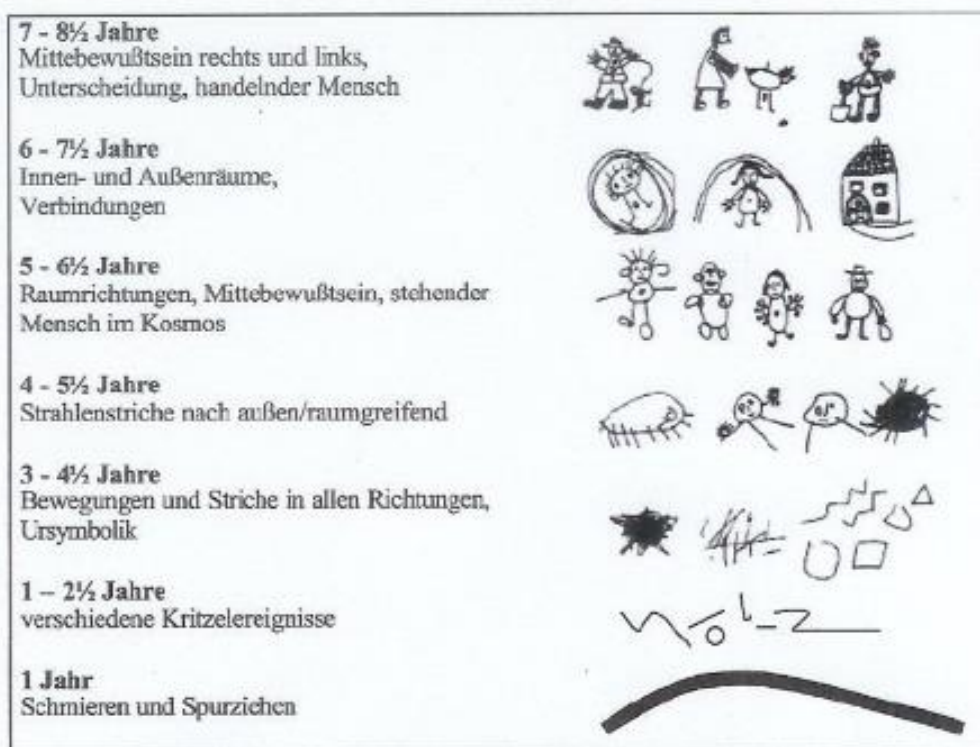 7 - 8½ Jahre
Mittebewußtsein rechts und links,
Unterscheidung, handelnder Mensch
6 - 7½ Jahre
Innen- und Außenräume,
Verbindungen
5 - 6½ Jahre
Raumrichtungen, Mittebewußtsein, stehender
Mensch im Kosmos
4 - 5½ Jahre
Strahlenstriche nach außen/raumgreifend
3 - 4½ Jahre
Bewegungen und Striche in allen Richtungen,
Ursymbolik
1 – 2½ Jahre
verschiedene Kritzelereignisse
1 Jahr
Schmieren und Spurziehen